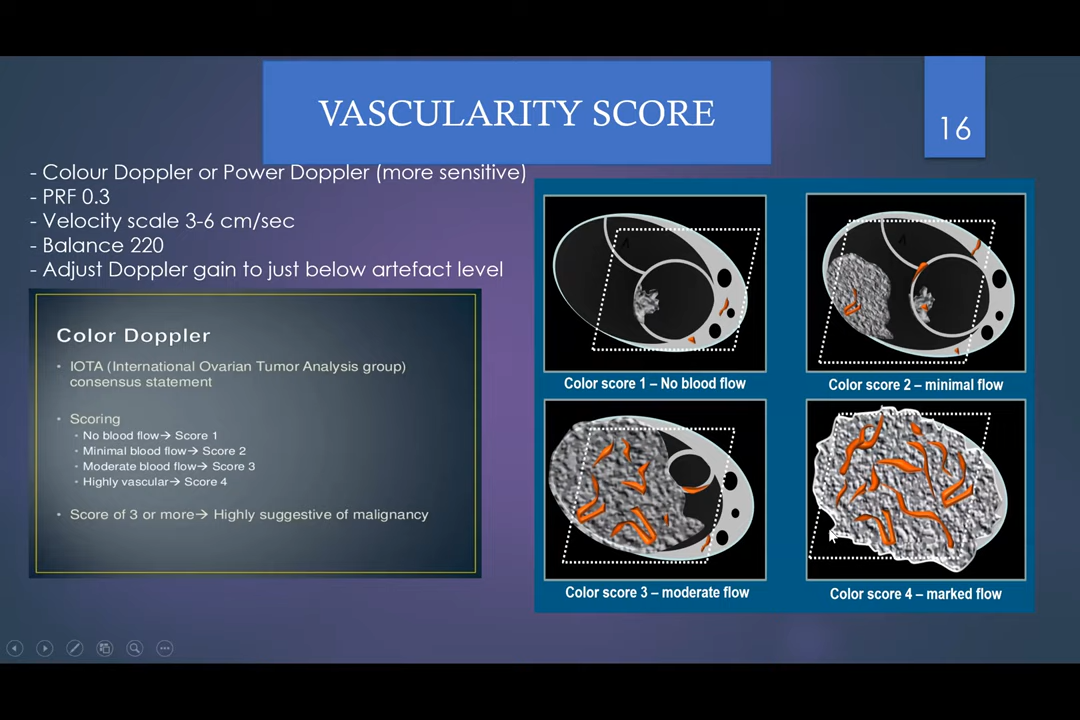 VASCULARITY SCORE
16
- Colour Doppler or Power Doppler (more sensitive)
- PRF 0.3
- Velocity scale 3-6 cm/sec
- Balance 220
- Adjust Doppler gain to just below artefact level
Color Doppler
• IOTA (International Ovarian Tumor Analysis group)
consensus statement
• Scoring
• No blood flow→ Score 1
• Minimal blood flow→ Score 2
• Moderate blood flow→ Score 3
• Highly vascular→ Score 4
• Score of 3 or more→ Highly suggestive of malignancy
Color score 1 – No blood flow
Color score 2 – minimal flow
Color score 3 – moderate flow
Color score 4 – marked flow